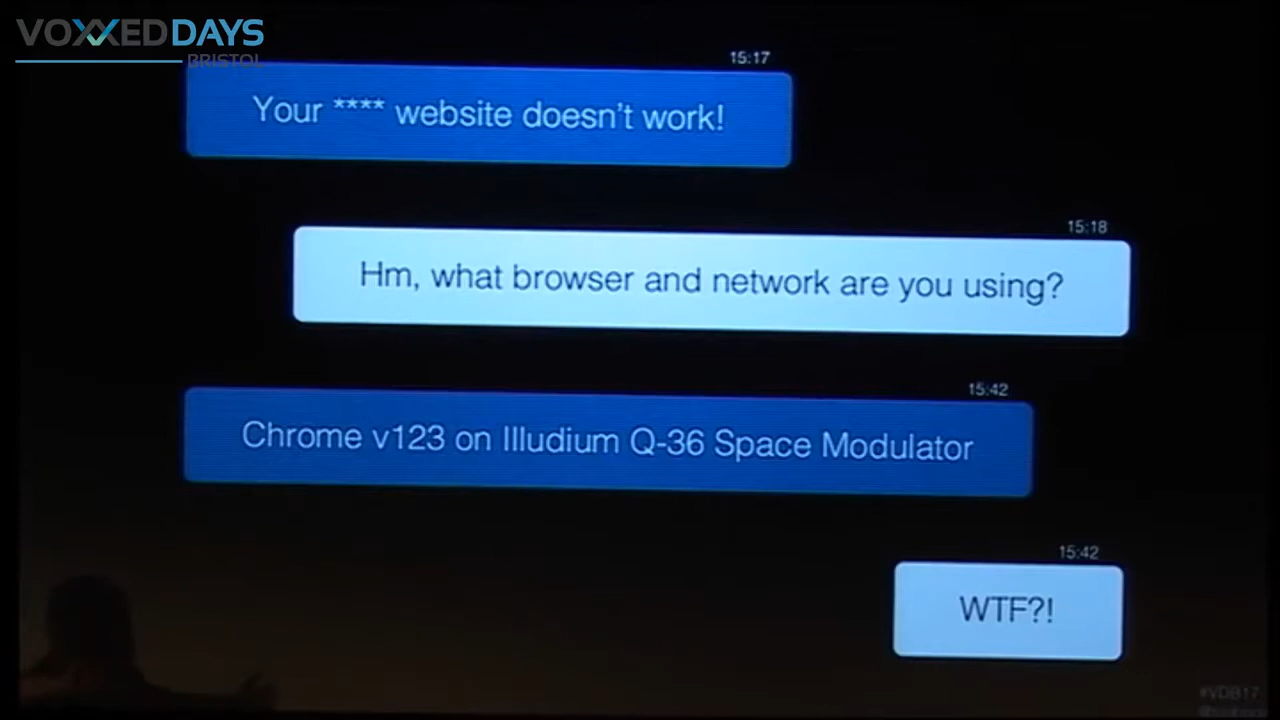 VOXXEDDAYS
BRISTOL
15:17
Your **** website doesn't work!
15:18
Hm, what browser and network are you using?
15:42
Chrome v123 on Illudium Q-36 Space Modulator
15:42
WTF?!
#VDB17